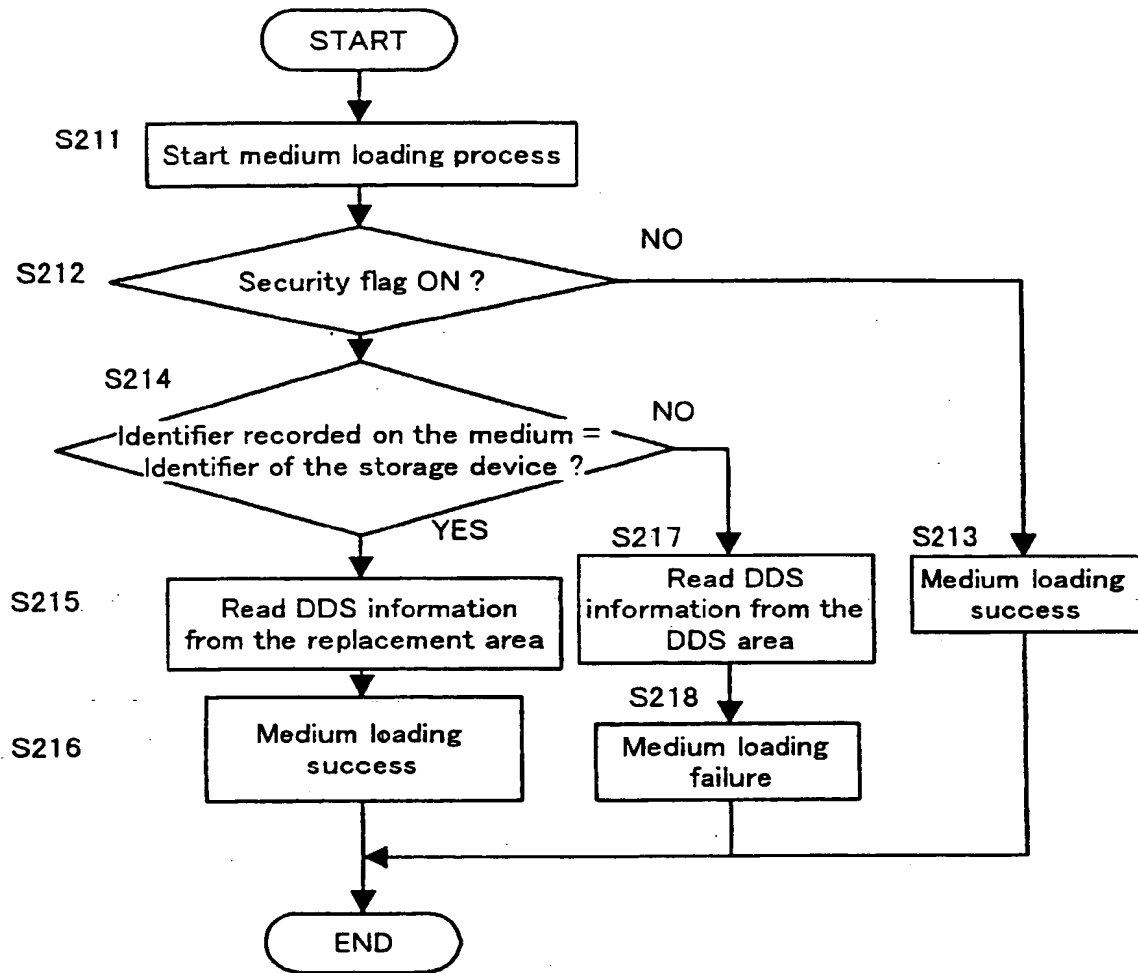 START
S211
Start medium loading process
NO
S212
Security flag ON ?
S214
NO
Identifier recorded on the medium =
Identifier of the storage device ?
YES
S217
S213
S215
Read DDS information
from the replacement area
Read DDS
information from the
DDS area
Medium loading
success
S218
S216
Medium loading
success
Medium loading
failure
END